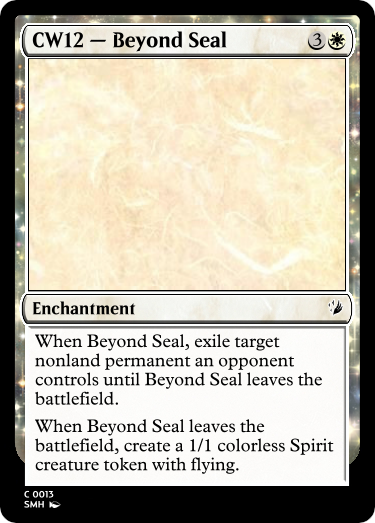 CW12 — Beyond Seal 3
Enchantment
When Beyond Seal, exile target
nonland permanent an opponent
controls until Beyond Seal leaves the
battlefield.
When Beyond Seal leaves the
battlefield, create a 1/1 colorless Spirit
creature token with flying.
C 0013
SMH